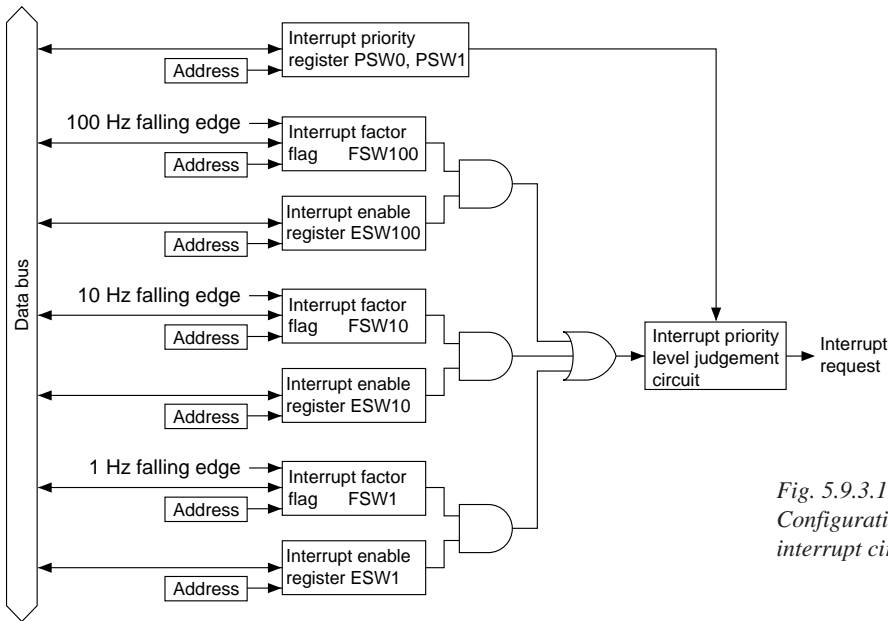 Interrupt priority
register PSW0, PSW1
Address
100 Hz falling edge
Interrupt factor
flag FSW100
Address
Interrupt enable
register ESW100
Address
Data bus
10 Hz falling edge
Interrupt factor
flag FSW10
Address
Interrupt enable
register ESW10
Address
Interrupt priority
level judgement
circuit
Interrupt
request
1 Hz falling edge
Interrupt factor
flag FSW1
Address
Interrupt enable
register ESW1
Address
Fig. 5.9.3.1
Configurati
interrupt cir